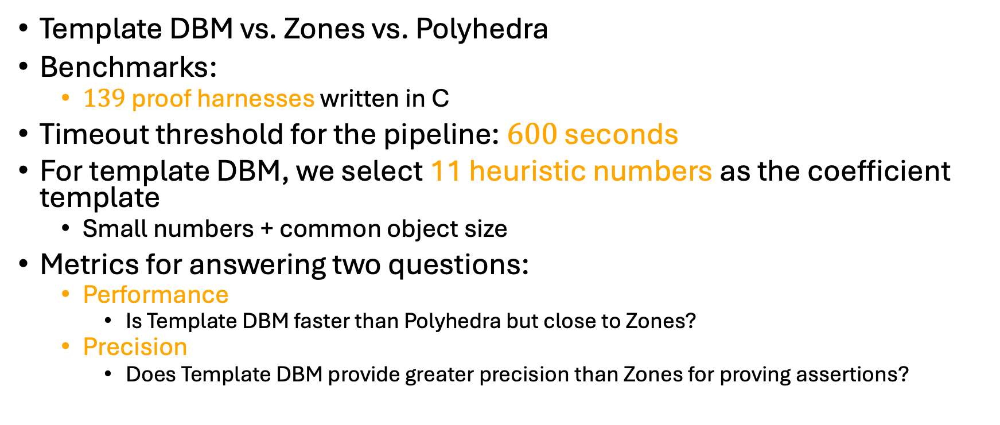 • Template DBM vs. Zones vs. Polyhedra
• Benchmarks:
• 139 proof harnesses written in C
• Timeout threshold for the pipeline: 600 seconds
• For template DBM, we select 11 heuristic numbers as the coefficient
template
• Small numbers + common object size
• Metrics for answering two questions:
• Performance
• Is Template DBM faster than Polyhedra but close to Zones?
• Precision
• Does Template DBM provide greater precision than Zones for proving assertions?